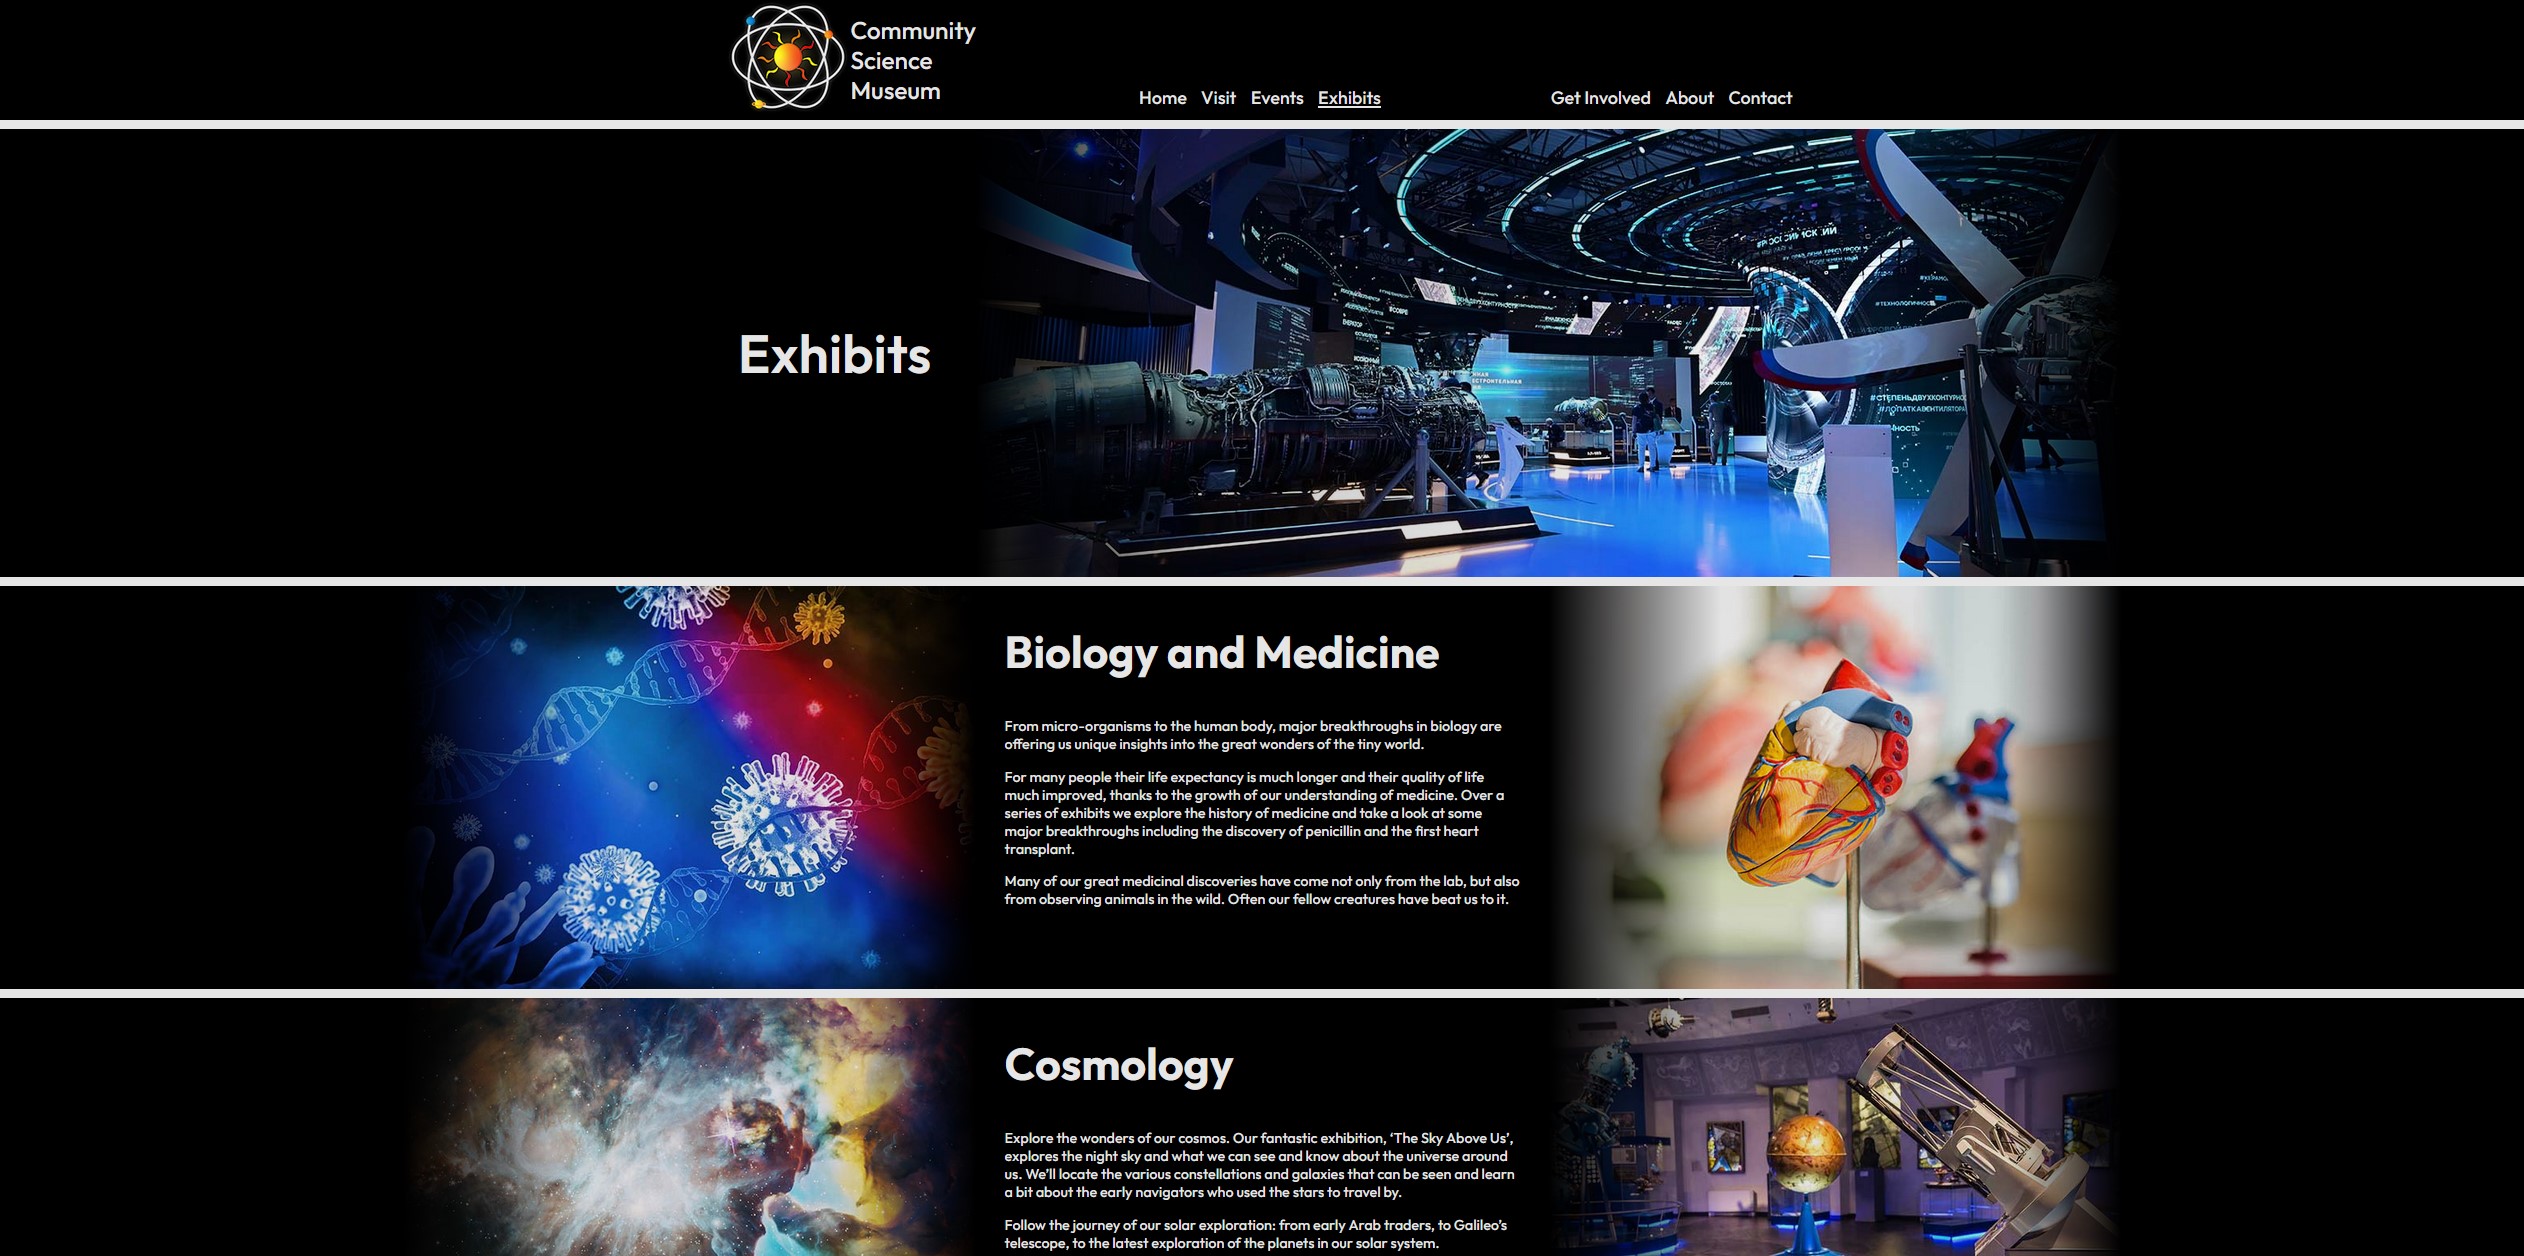 Community
Science
Museum
Home Visit Events Exhibits Get Involved About Contact
Exhibits
#ТЕХНОЛОГИЧНОСТЬ
#СТЕПЕНЬДВУХКОНТУРНО
#ЛОПАТКАВЕНТИЛЯТОРА
Biology and Medicine
From micro-organisms to the human body, major breakthroughs in biology are
offering us unique insights into the great wonders of the tiny world.
For many people their life expectancy is much longer and their quality of life
much improved, thanks to the growth of our understanding of medicine. Over a
series of exhibits we explore the history of medicine and take a look at some
major breakthroughs including the discovery of penicillin and the first heart
transplant.
Many of our great medicinal discoveries have come not only from the lab, but also
from observing animals in the wild. Often our fellow creatures have beat us to it.
Cosmology
Explore the wonders of our cosmos. Our fantastic exhibition, ‘The Sky Above Us’,
explores the night sky and what we can see and know about the universe around
us. We’ll locate the various constellations and galaxies that can be seen and learn
a bit about the early navigators who used the stars to travel by.
Follow the journey of our solar exploration: from early Arab traders, to Galileo’s
telescope, to the latest exploration of the planets in our solar system.